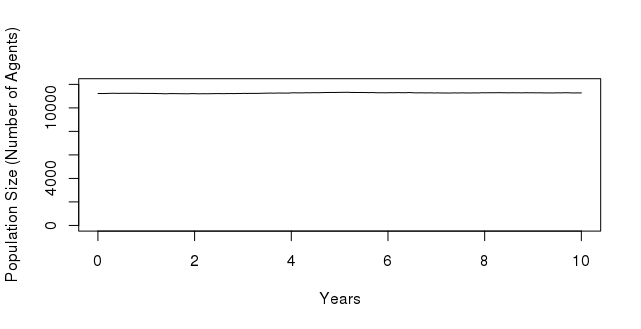 Population Size (Number of Agents)
10000
4000
0
0 2 4 6 8 10
Years